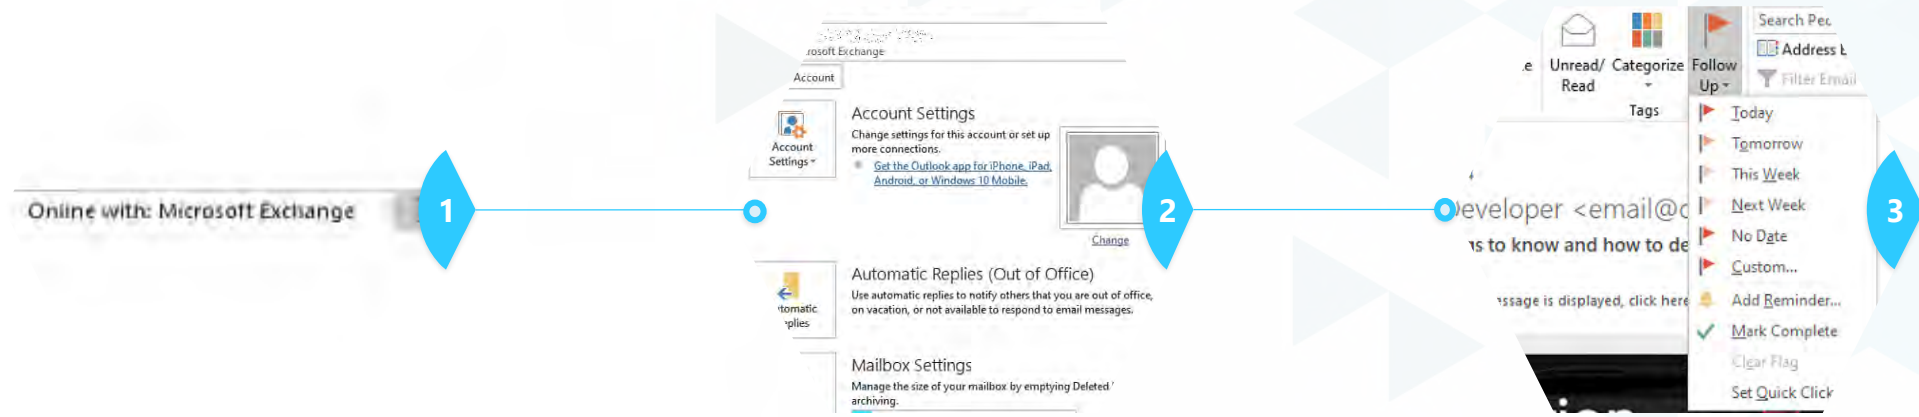 Online with: Microsoft Exchange
1
rosoft Exchange
Account
Account
Settings
Account Settings
Change settings for this account or set up
more connections.
Get the Outlook app for iPhone, iPad,
Android, or Windows 10 Mobile.
Change
tomatic
plies
Automatic Replies (Out of Office)
Use automatic replies to notify others that you are out of office,
on vacation, or not available to respond to email messages.
Mailbox Settings
Manage the size of your mailbox by emptying Deleted
archiving.
2
e
Unread/
Read
Categorize
Follow
Up
Tags
Search Pec
Address
Filter Email
Today
Tomorrow
This Week
Next Week
No Date
Custom...
Add Reminder...
Mark Complete
Clear Flag
Set Quick Click
eveloper <email@
s to know and how to de
ssage is displayed, click here
ion
3